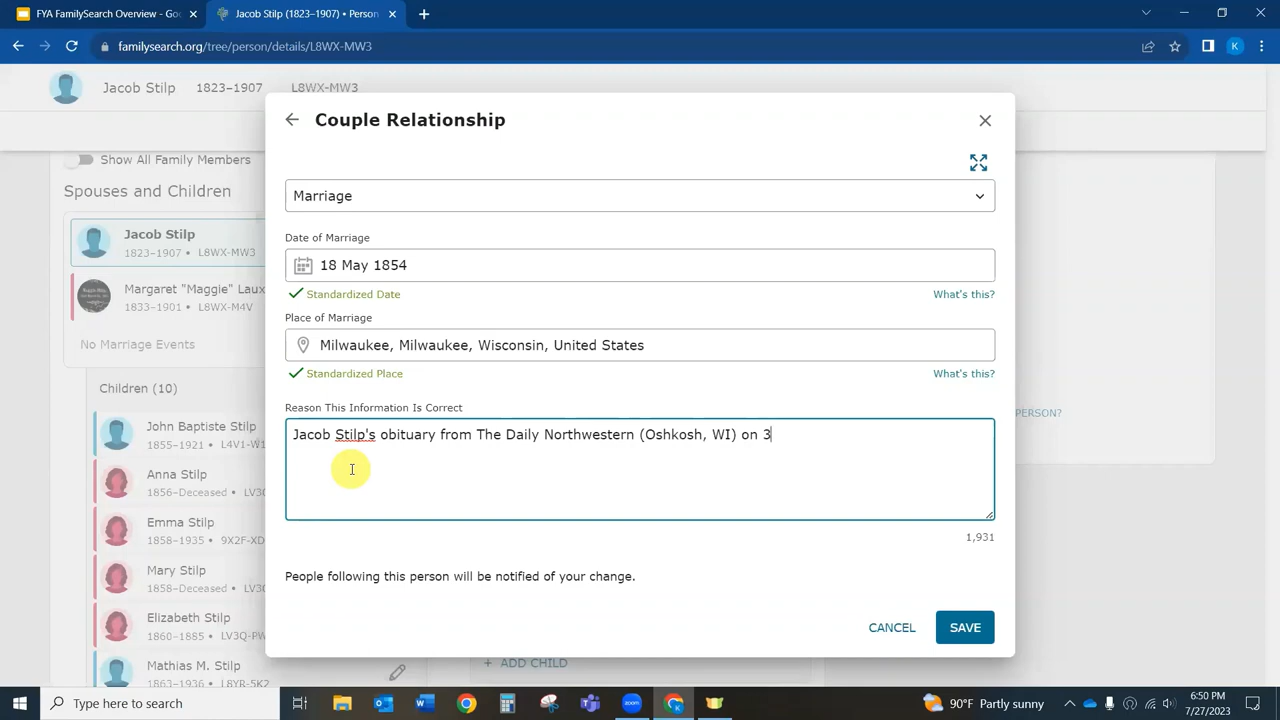 FYA FamilySearch Overview - Goo
Jacob Stilp (1823–1907) • Person
familysearch.org/tree/person/details/L8WX-MW3
K
Jacob Stilp 1823–1907 L8WX-MW3
Show All Family Members
Spouses and Children
Jacob Stilp
1823–1907 • L8WX-MW3
Margaret "Maggie" Laux
1833–1901 • L8WX-M4V
No Marriage Events
Children (10)
John Baptiste Stilp
1855–1921 • L4V1-W1
Anna Stilp
1856–Deceased • LV3Q
Emma Stilp
1858–1935 • 9X2F-XD
Mary Stilp
1858–Deceased • LV3Q
Elizabeth Stilp
1860–1885 • LV3Q-PW
Mathias M. Stilp
1863–1936 • L8YR-5K2
PERSON?
+ ADD CHILD
Couple Relationship
Marriage
Date of Marriage
18 May 1854
Standardized Date What's this?
Place of Marriage
Milwaukee, Milwaukee, Wisconsin, United States
Standardized Place What's this?
Reason This Information Is Correct
Jacob Stilp's obituary from The Daily Northwestern (Oshkosh, WI) on 3
1,931
People following this person will be notified of your change.
CANCEL SAVE
Type here to search
zoom
K
90°F Partly sunny
6:50 PM
7/27/2023